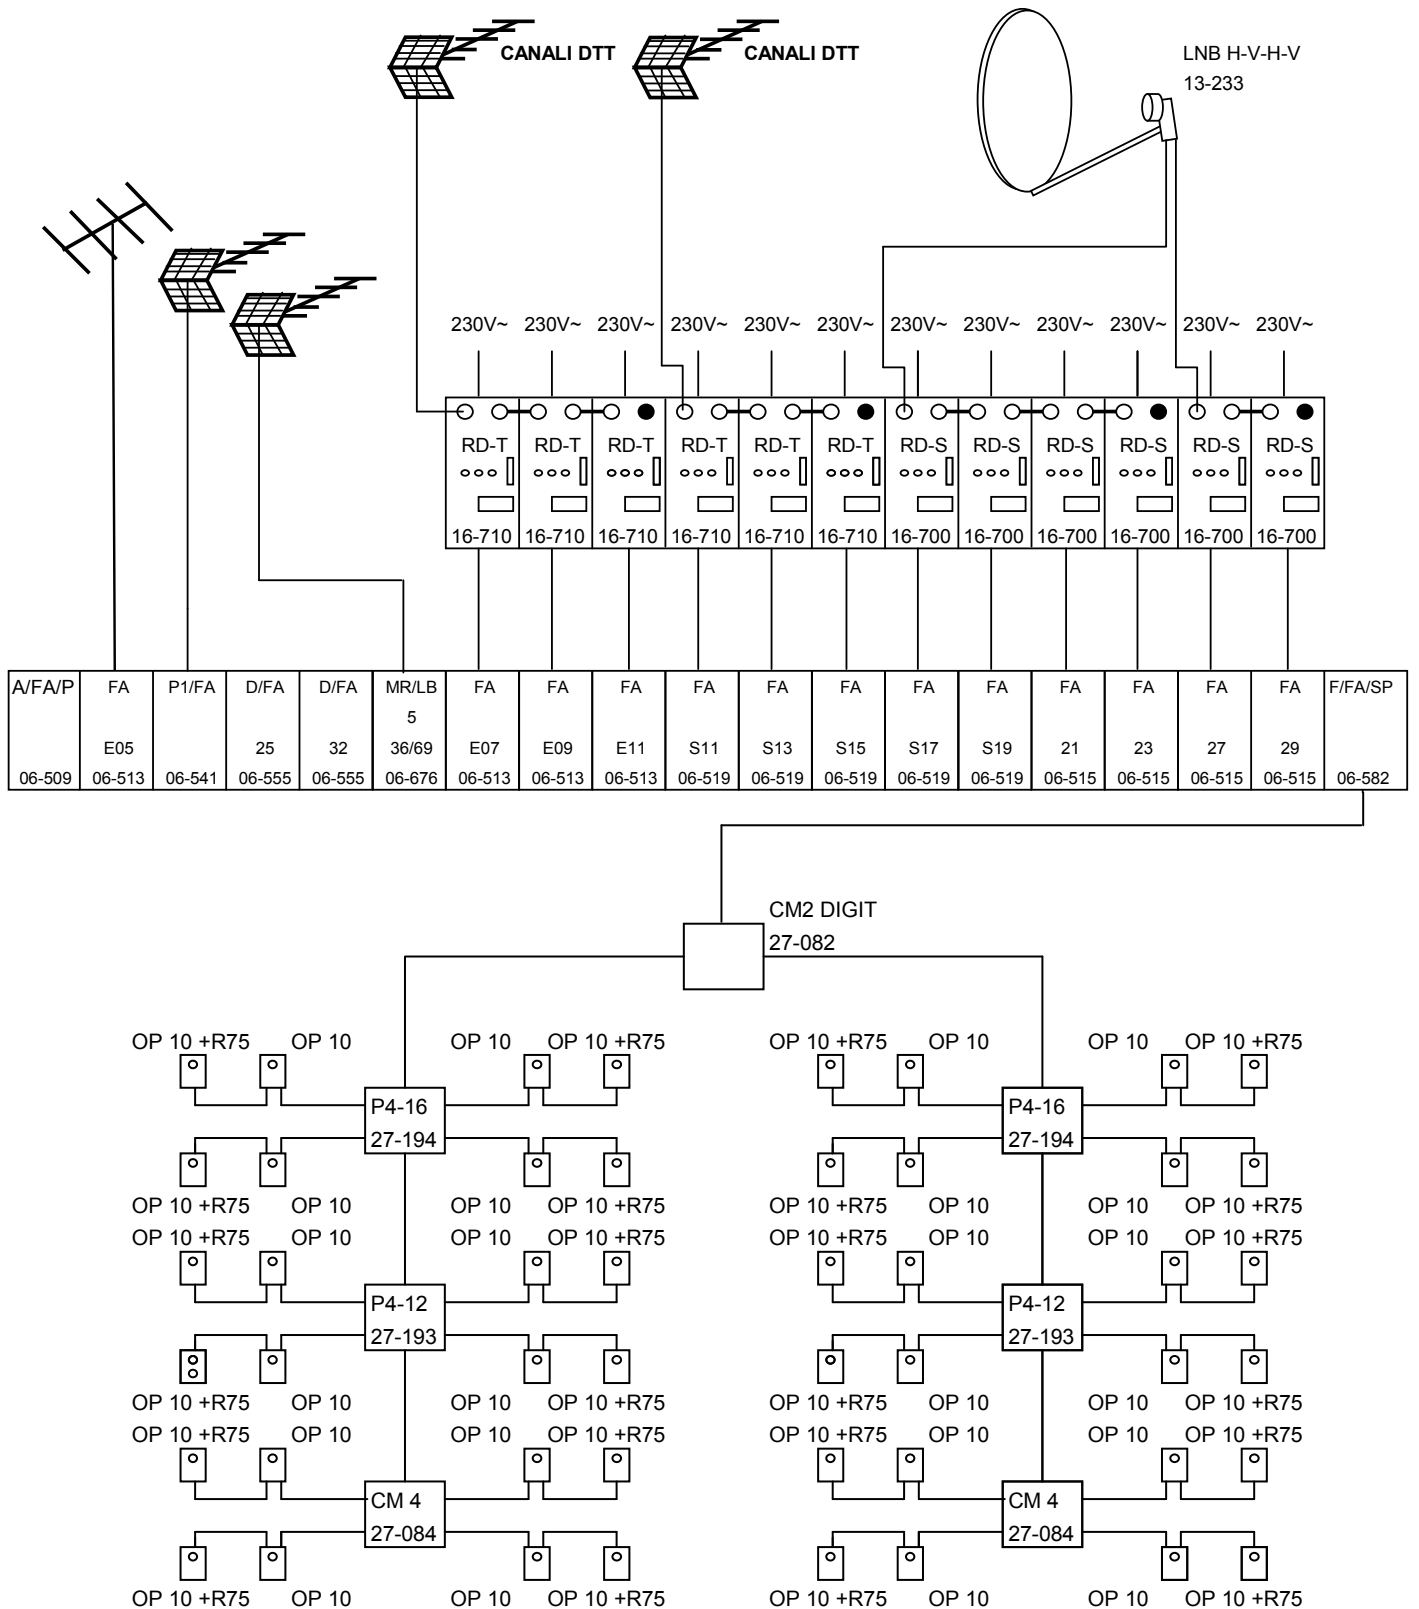 CANALI DTT CANALI DTT LNB H-V-H-V
13-233
230V~ 230V~ 230V~ 230V~ 230V~ 230V~ 230V~ 230V~ 230V~ 230V~ 230V~ 230V~
RD-T RD-T RD-T RD-T RD-T RD-T RD-S RD-S RD-S RD-S RD-S RD-S
16-710 16-710 16-710 16-710 16-710 16-710 16-700 16-700 16-700 16-700 16-700 16-700
A/FA/P FA P1/FA D/FA D/FA MR/LB FA FA FA FA FA FA FA FA FA FA FA FA F/FA/SP
5
E05 25 32 36/69 E07 E09 E11 S11 S13 S15 S17 S19 21 23 27 29
06-509 06-513 06-541 06-555 06-555 06-676 06-513 06-513 06-513 06-519 06-519 06-519 06-519 06-519 06-515 06-515 06-515 06-515 06-582
CM2 DIGIT
27-082
OP 10 +R75 OP 10 OP 10 OP 10 +R75 OP 10 +R75 OP 10 OP 10 OP 10 +R75
P4-16 P4-16
27-194 27-194
OP 10 +R75 OP 10 OP 10 OP 10 +R75 OP 10 +R75 OP 10 OP 10 OP 10 +R75
OP 10 +R75 OP 10 OP 10 OP 10 +R75 OP 10 +R75 OP 10 OP 10 OP 10 +R75
P4-12 P4-12
27-193 27-193
OP 10 +R75 OP 10 OP 10 OP 10 +R75 OP 10 +R75 OP 10 OP 10 OP 10 +R75
OP 10 +R75 OP 10 OP 10 OP 10 +R75 OP 10 +R75 OP 10 OP 10 OP 10 +R75
CM 4 CM 4
27-084 27-084
OP 10 +R75 OP 10 OP 10 OP 10 +R75 OP 10 +R75 OP 10 OP 10 OP 10 +R75